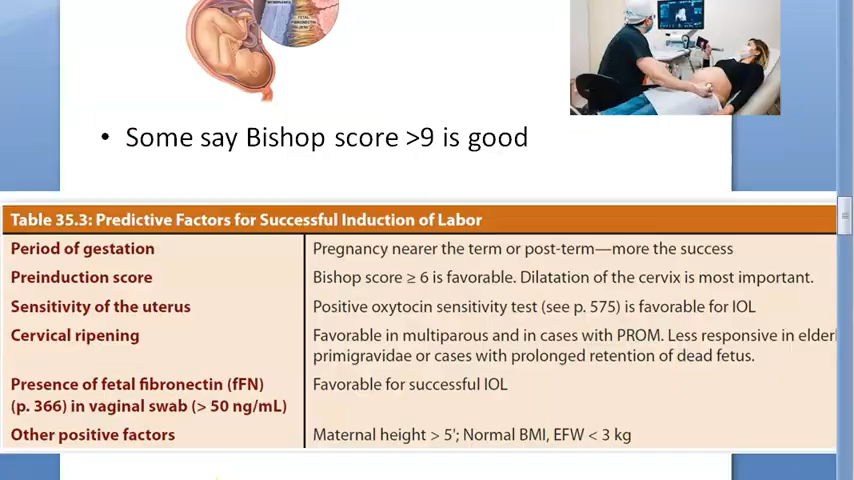 • Some say Bishop score >9 is good
Table 35.3: Predictive Factors for Successful Induction of Labor
Period of gestation Pregnancy nearer the term or post-term—more the success
Preinduction score Bishop score ≥ 6 is favorable. Dilatation of the cervix is most important.
Sensitivity of the uterus Positive oxytocin sensitivity test (see p. 575) is favorable for IOL
Cervical ripening Favorable in multiparous and in cases with PROM. Less responsive in elderl
primigravidae or cases with prolonged retention of dead fetus.
Presence of fetal fibronectin (fFN) Favorable for successful IOL
(p. 366) in vaginal swab (> 50 ng/mL)
Other positive factors Maternal height > 5'; Normal BMI, EFW < 3 kg